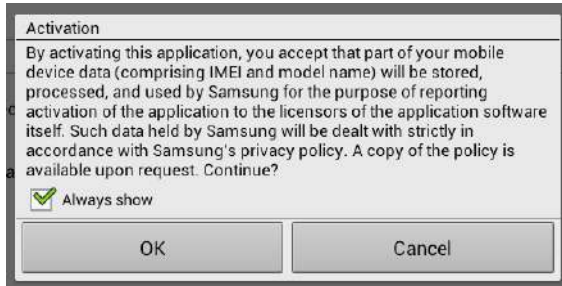 Activation
By activating this application, you accept that part of your mobile
device data (comprising IMEI and model name) will be stored,
processed, and used by Samsung for the purpose of reporting
activation of the application to the licensors of the application software
itself. Such data held by Samsung will be dealt with strictly in
accordance with Samsung's privacy policy. A copy of the policy is
available upon request. Continue?
Always show
OK
Cancel